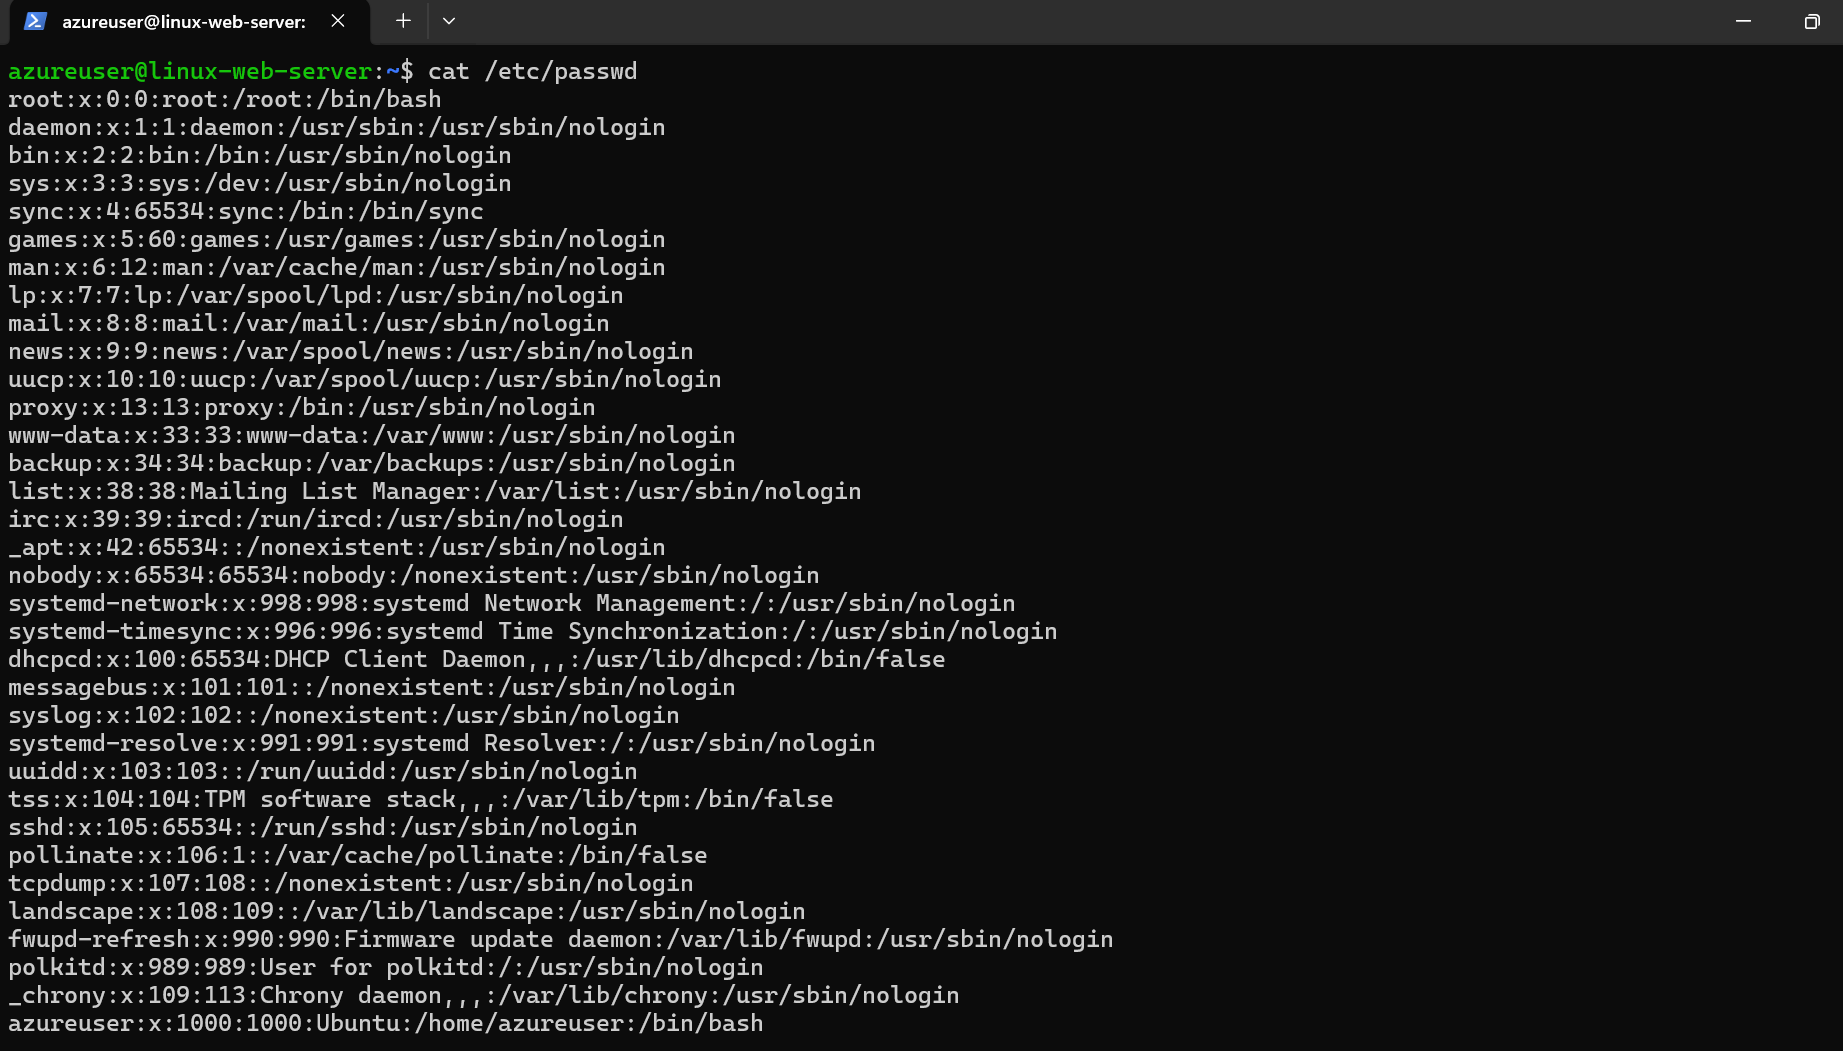 azureuser@linux-web-server:
azureuser@linux-web-server:~$ cat /etc/passwd
root:x:0:0:root:/root:/bin/bash
daemon:x:1:1:daemon:/usr/sbin:/usr/sbin/nologin
bin:x:2:2:bin:/bin:/usr/sbin/nologin
sys:x:3:3:sys:/dev:/usr/sbin/nologin
sync:x:4:65534:sync:/bin:/bin/sync
games:x:5:60:games:/usr/games:/usr/sbin/nologin
man:x:6:12:man:/var/cache/man:/usr/sbin/nologin
lp:x:7:7:lp:/var/spool/lpd:/usr/sbin/nologin
mail:x:8:8:mail:/var/mail:/usr/sbin/nologin
news:x:9:9:news:/var/spool/news:/usr/sbin/nologin
uucp:x:10:10:uucp:/var/spool/uucp:/usr/sbin/nologin
proxy:x:13:13:proxy:/bin:/usr/sbin/nologin
www-data:x:33:33:www-data:/var/www:/usr/sbin/nologin
backup:x:34:34:backup:/var/backups:/usr/sbin/nologin
list:x:38:38:Mailing List Manager:/var/list:/usr/sbin/nologin
irc:x:39:39:ircd:/run/ircd:/usr/sbin/nologin
_apt:x:42:65534::/nonexistent:/usr/sbin/nologin
nobody:x:65534:65534:nobody:/nonexistent:/usr/sbin/nologin
systemd-network:x:998:998:systemd Network Management:/:/usr/sbin/nologin
systemd-timesync:x:996:996:systemd Time Synchronization:/:/usr/sbin/nologin
dhcpcd:x:100:65534:DHCP Client Daemon,,,:/usr/lib/dhcpcd:/bin/false
messagebus:x:101:101::/nonexistent:/usr/sbin/nologin
syslog:x:102:102::/nonexistent:/usr/sbin/nologin
systemd-resolve:x:991:991:systemd Resolver:/:/usr/sbin/nologin
uuidd:x:103:103::/run/uuidd:/usr/sbin/nologin
tss:x:104:104:TPM software stack,,,:/var/lib/tpm:/bin/false
sshd:x:105:65534::/run/sshd:/usr/sbin/nologin
pollinate:x:106:1::/var/cache/pollinate:/bin/false
tcpdump:x:107:108::/nonexistent:/usr/sbin/nologin
landscape:x:108:109::/var/lib/landscape:/usr/sbin/nologin
fwupd-refresh:x:990:990:Firmware update daemon:/var/lib/fwupd:/usr/sbin/nologin
polkitd:x:989:989:User for polkitd:/:/usr/sbin/nologin
_chrony:x:109:113:Chrony daemon,,,:/var/lib/chrony:/usr/sbin/nologin
azureuser:x:1000:1000:Ubuntu:/home/azureuser:/bin/bash